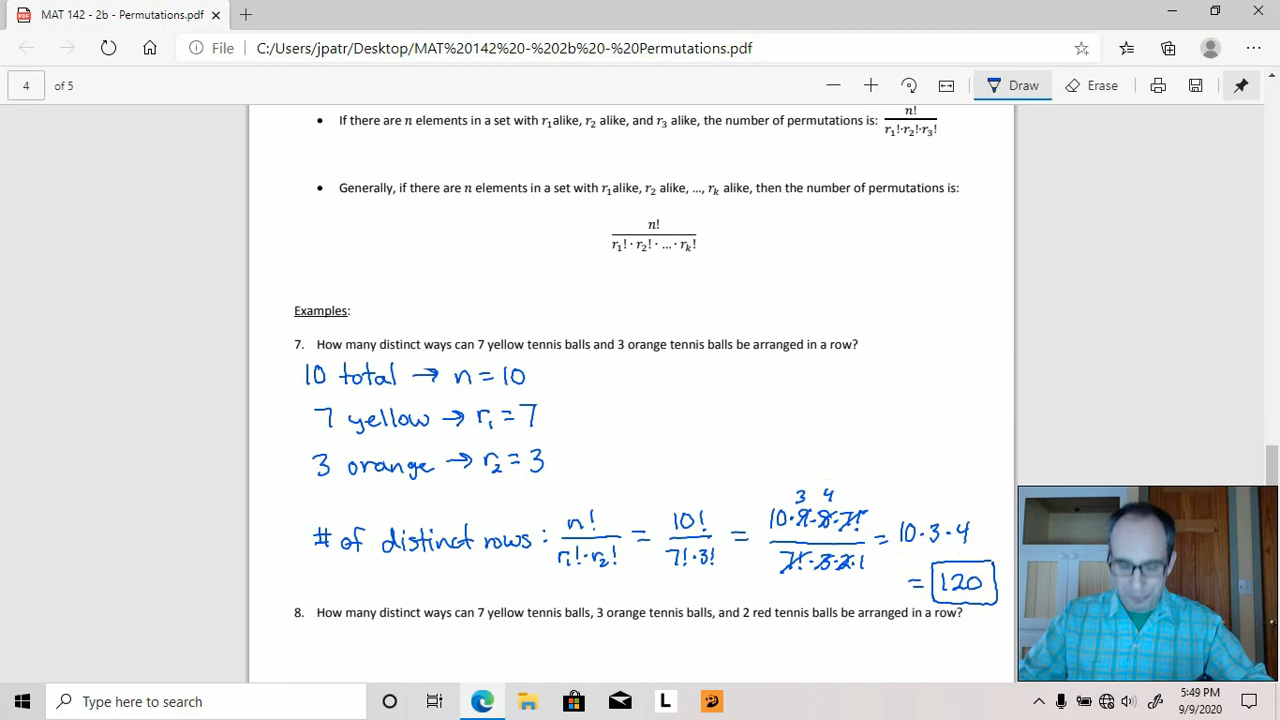 MAT 142 - 2b - Permutations.pdf
File C:/Users/jpatr/Desktop/MAT%20142%20-%202b%20-%20Permutations.pdf
4 of 5 Draw Erase
• If there are n elements in a set with r₁alike, r₂ alike, and r₃ alike, the number of permutations is: n!/(r₁!·r₂!·r₃!)
• Generally, if there are n elements in a set with r₁alike, r₂ alike, ..., rₖ alike, then the number of permutations is:
n!
r₁! · r₂! · … · rₖ!
Examples:
7. How many distinct ways can 7 yellow tennis balls and 3 orange tennis balls be arranged in a row?
10 total → n = 10
7 yellow → r₁ = 7
3 orange → r₂ = 3
3 4
# of distinct rows : n!/(r₁!·r₂!) = 10!/(7!·3!) = (10·9·8·7!)/(7!·3·2·1) = 10·3·4
= 120
8. How many distinct ways can 7 yellow tennis balls, 3 orange tennis balls, and 2 red tennis balls be arranged in a row?
Type here to search
L
5:49 PM
9/9/2020